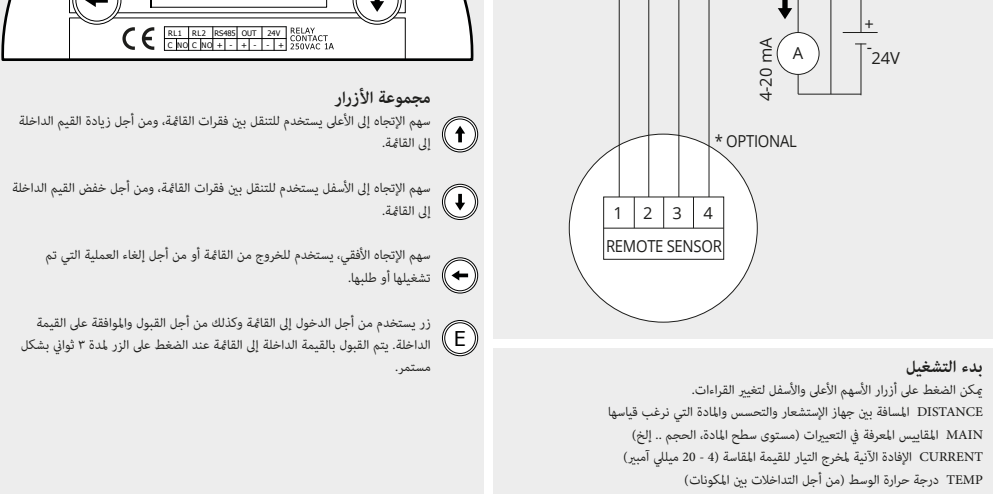 RL1 RL2 RS485 OUT 24V
C NO C NO + - + - - +
RELAY
CONTACT
250VAC 1A
مجموعة الأزرار
سهم الإتجاه إلى الأعلى يستخدم للتنقل بين فقرات القائمة، ومن أجل زيادة القيم الداخلة
إلى القائمة.
سهم الإتجاه إلى الأسفل يستخدم للتنقل بين فقرات القائمة، ومن أجل خفض القيم الداخلة
إلى القائمة.
سهم الإتجاه الأفقي، يستخدم للخروج من القائمة أو من أجل إلغاء العملية التي تم
تشغيلها أو طلبها.
E
زر يستخدم من أجل الدخول إلى القائمة وكذلك من أجل القبول والموافقة على القيمة
الداخلة. يتم القبول بالقيمة الداخلة إلى القائمة عند الضغط على الزر لمدة ٣ ثواني بشكل
مستمر.
4-20 mA
A
+
-
24V
* OPTIONAL
1 2 3 4
REMOTE SENSOR
بدء التشغيل
يمكن الضغط على أزرار الأسهم الأعلى والأسفل لتغيير القراءات.
DISTANCE المسافة بين جهاز الإستشعار والتحسس والمادة التي نرغب قياسها
MAIN المقاييس المعرفة في التعييرات (مستوى سطح المادة، الحجم .. إلخ)
CURRENT الإفادة الآنية لمخرج التيار للقيمة المقاسة (4 - 20 ميللي آمبير)
TEMP درجة حرارة الوسط (من أجل التداخلات بين المكونات)